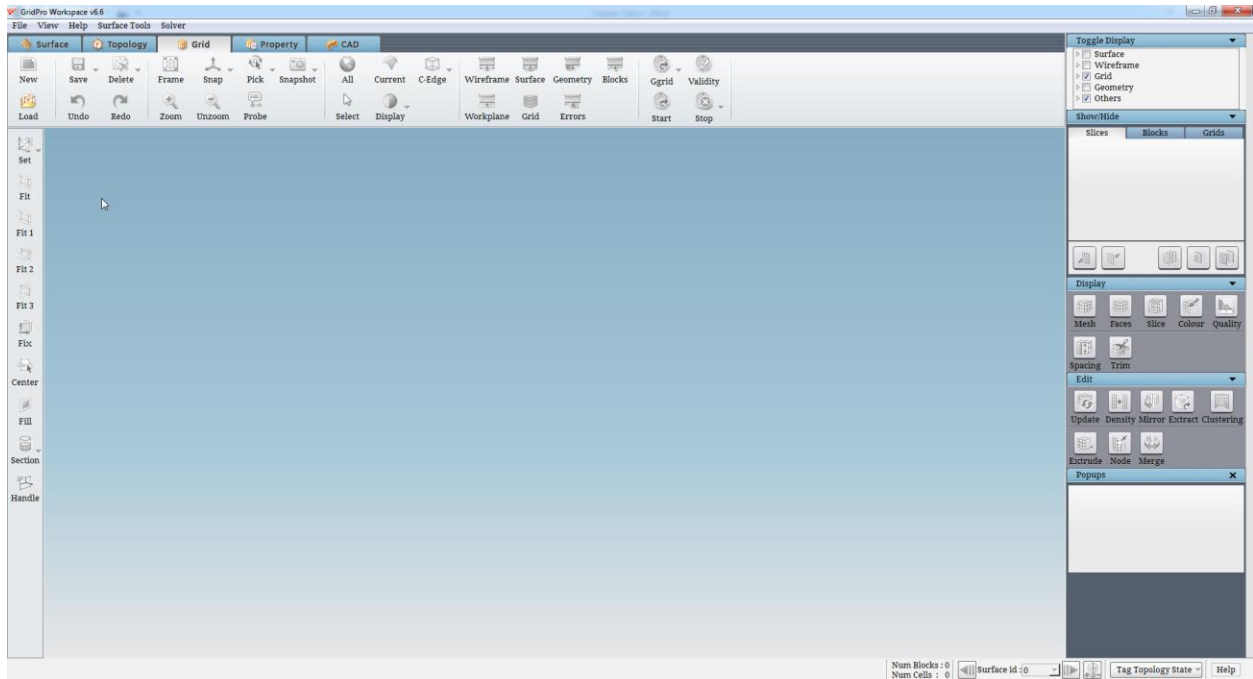 GridPro Workspace v6.6
File View Help Surface Tools Solver
Surface Topology Grid Property CAD
New Save Delete Frame Snap Pick Snapshot All Current C-Edge Wireframe Surface Geometry Blocks Ggrid Validity
Load Undo Redo Zoom Unzoom Probe Select Display Workplane Grid Errors Start Stop
Set
Fit
Fit 1
Fit 2
Fit 3
Fix
Center
Fill
Section
Handle
Toggle Display
Surface
Wireframe
Grid
Geometry
Others
Show/Hide
Slices Blocks Grids
Display
Mesh Faces Slice Colour Quality
Spacing Trim
Edit
Update Density Mirror Extract Clustering
Extrude Node Merge
Popups
Num Blocks : 0
Num Cells : 0
Surface id : 0
Tag Topology State
Help